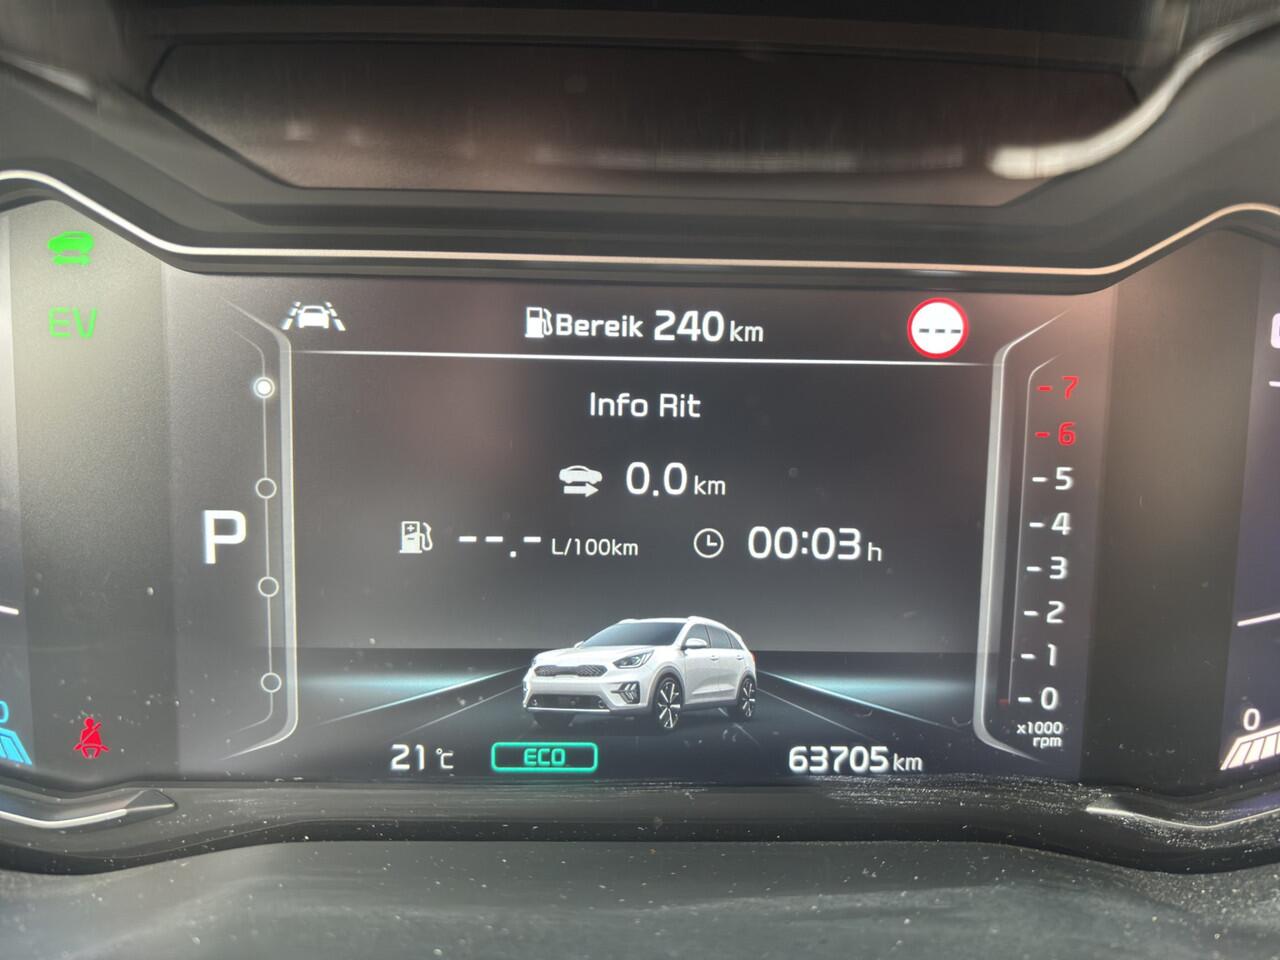 EV
Bereik 240 km
---
Info Rit
0.0 km
--.- L/100km
00:03 h
P
- 7
- 6
- 5
- 4
- 3
- 2
- 1
- 0
x1000
rpm
21 °C
ECO
63705 km
0
0